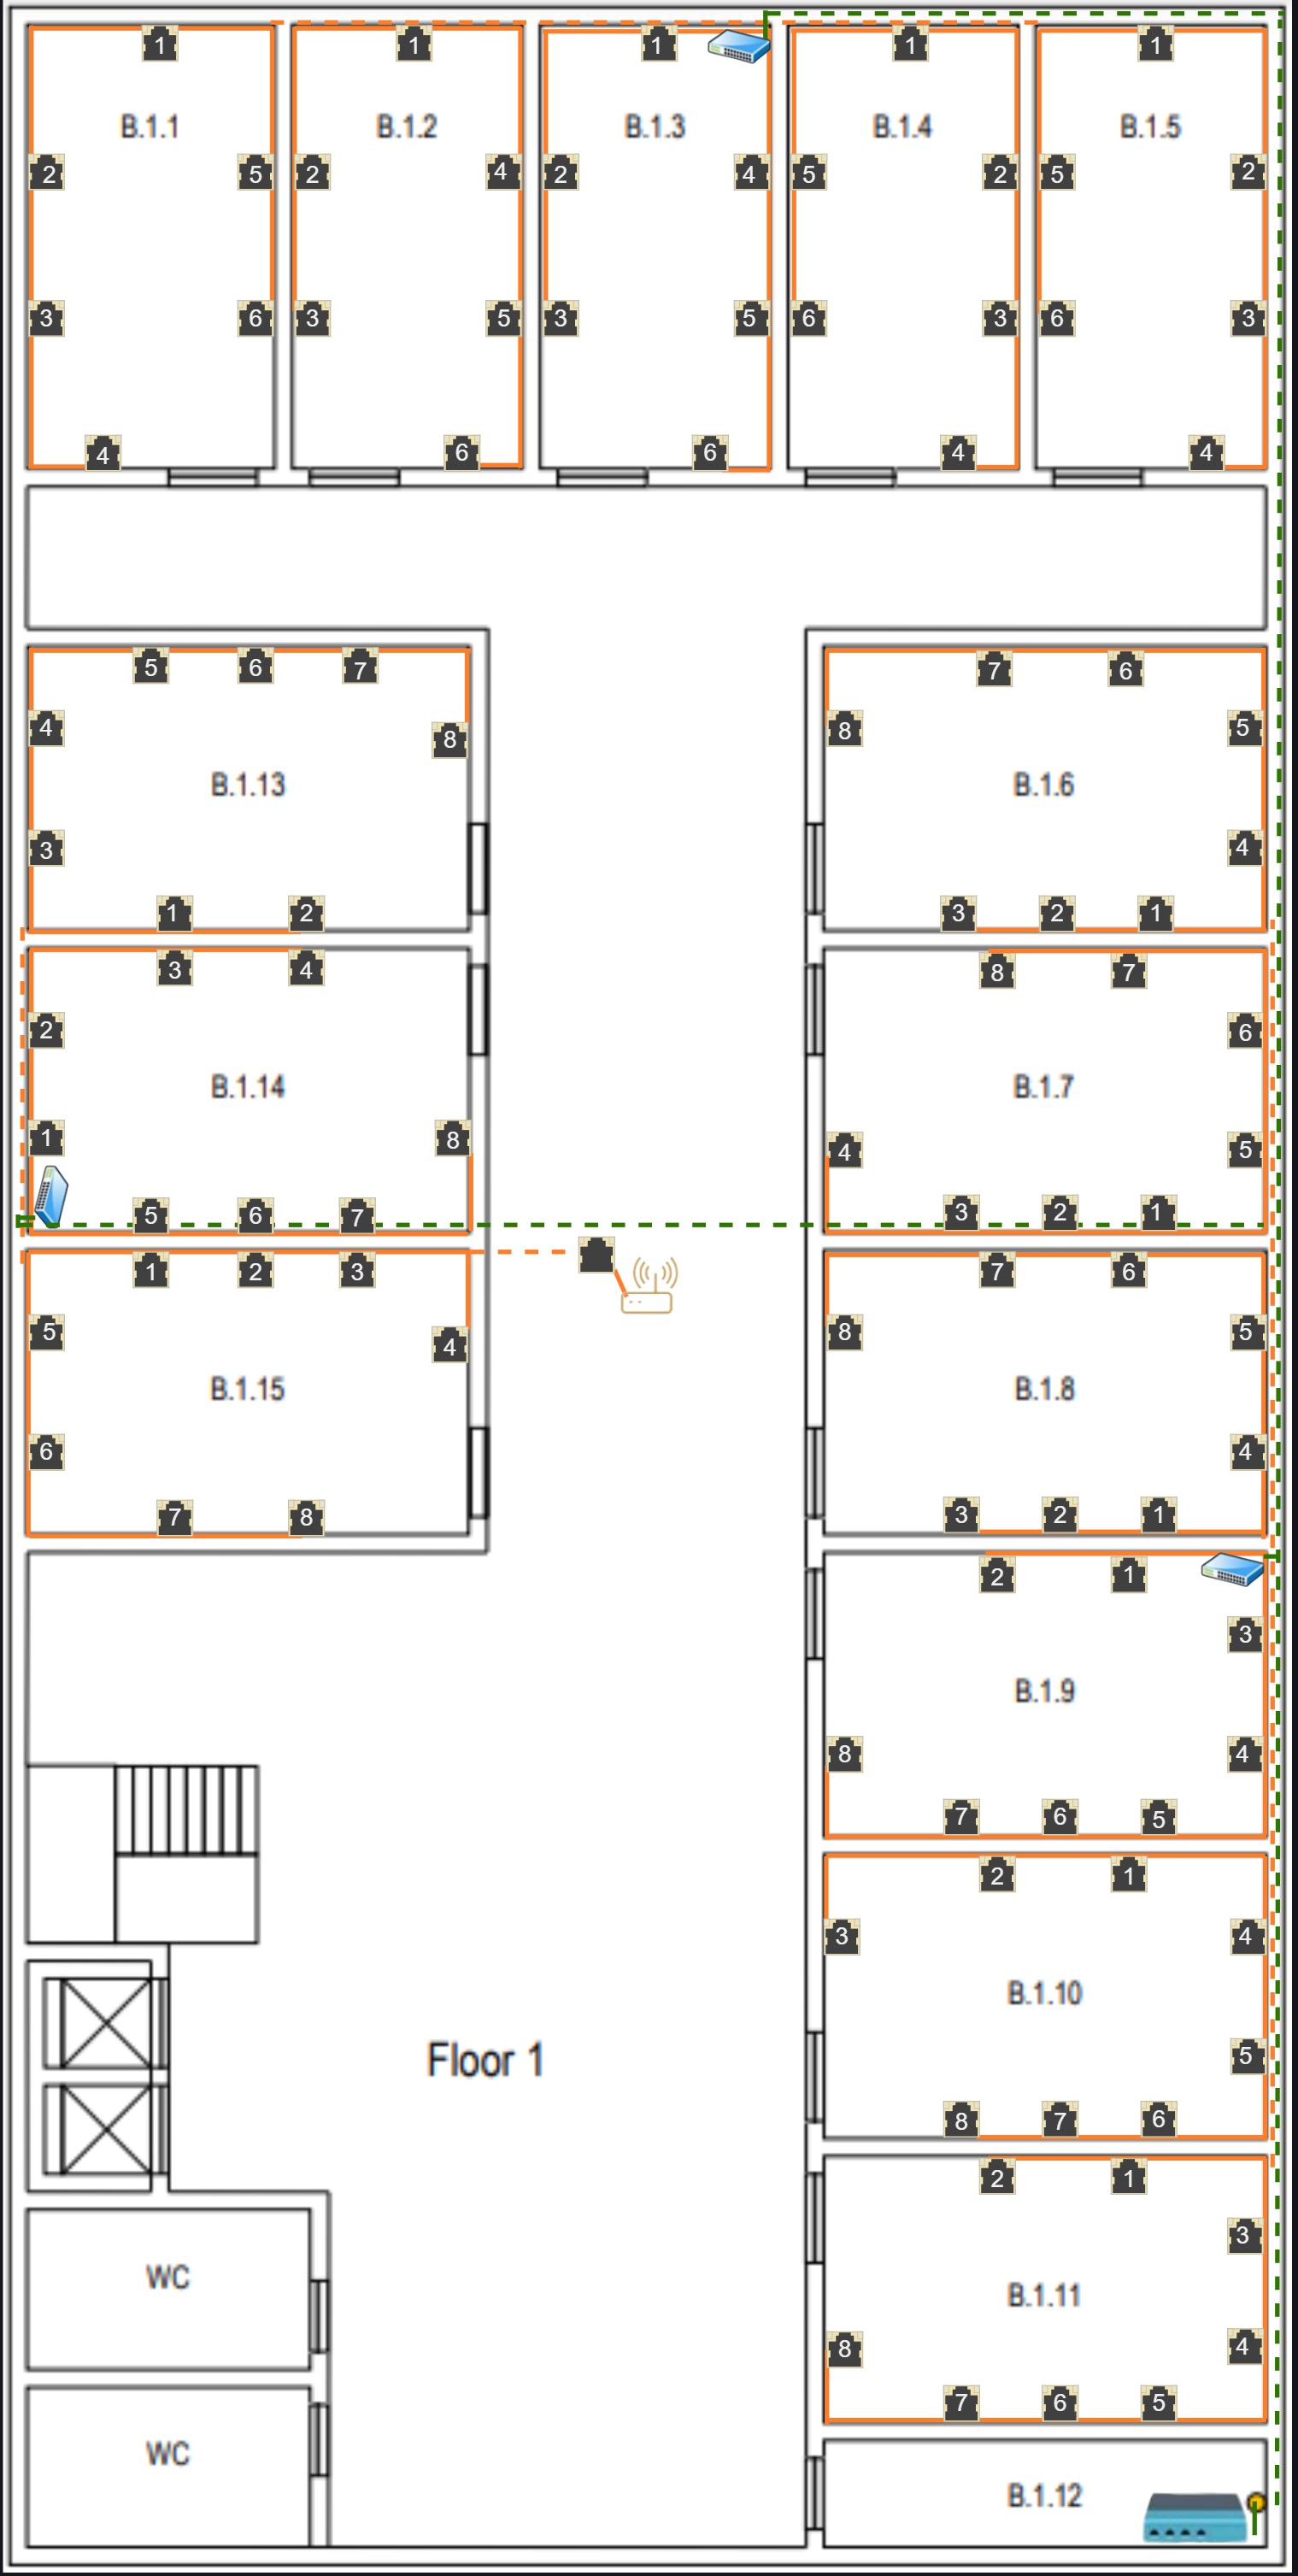 1 1 1 1 1
B.1.1 B.1.2 B.1.3 B.1.4 B.1.5
2 5 2 4 2 4 5 2 5 2
3 6 3 5 3 5 6 3 6 3
4 6 6 4 4
5 6 7 7 6
4 8 8 5
B.1.13 B.1.6
3 4
1 2 3 2 1
3 4 8 7
2 6
B.1.14 B.1.7
1 8 4 5
5 6 7 3 2 1
1 2 3 7 6
5 4 8 5
B.1.15 B.1.8
6 4
7 8 3 2 1
2 1
3
B.1.9
8 4
7 6 5
2 1
3 4
B.1.10
Floor 1 5
8 7 6
2 1
3
WC B.1.11
8 4
7 6 5
WC
B.1.12